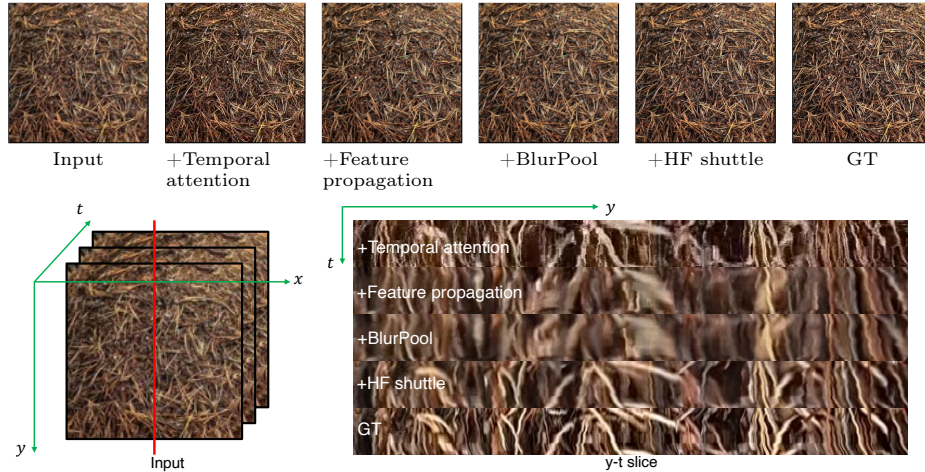 Input
+Temporal
attention
+Feature
propagation
+BlurPool
+HF shuttle
GT
t
x
y
Input
y
t
+Temporal attention
+Feature propagation
+BlurPool
+HF shuttle
GT
y-t slice